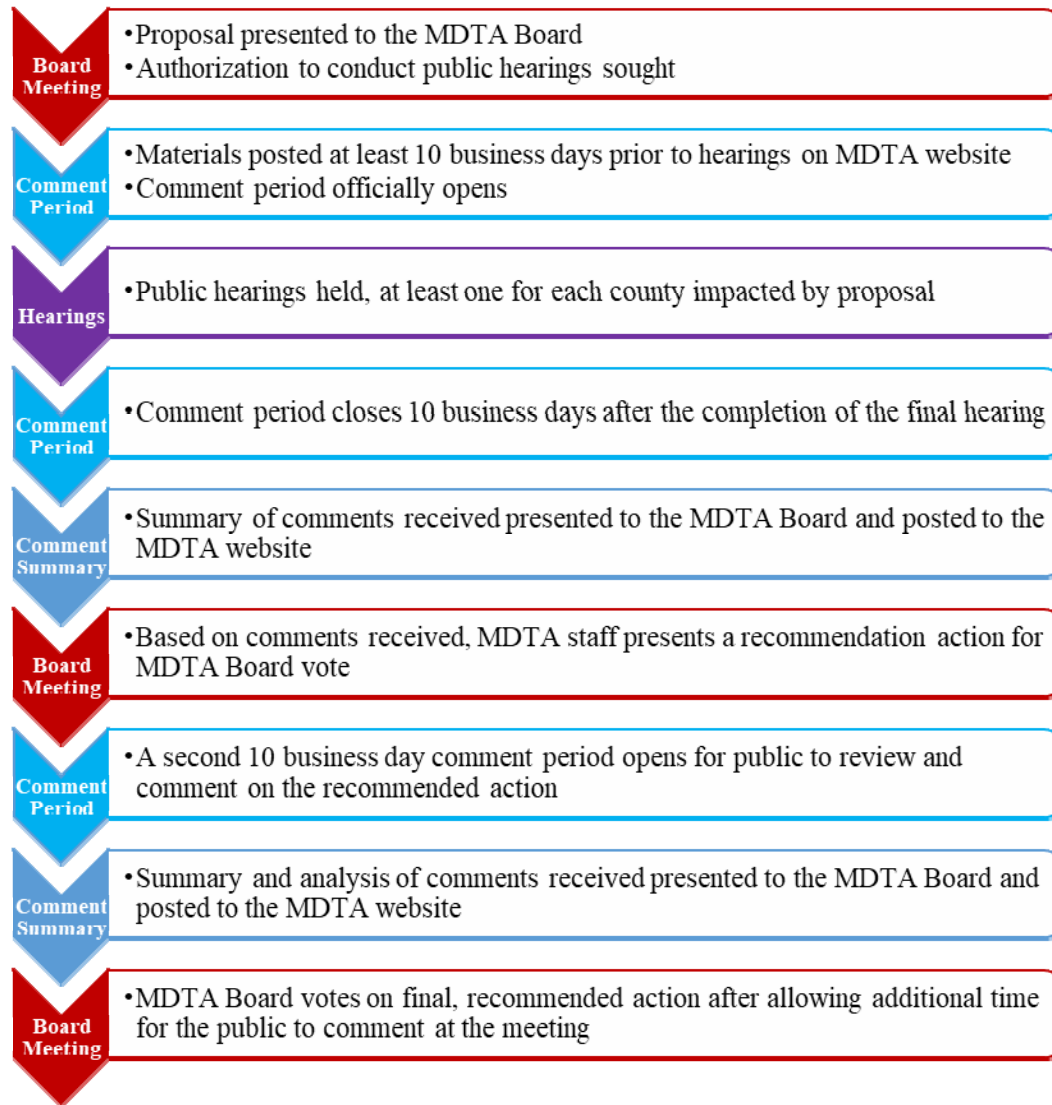 Board
Meeting
•Proposal presented to the MDTA Board
•Authorization to conduct public hearings sought
Comment
Period
•Materials posted at least 10 business days prior to hearings on MDTA website
•Comment period officially opens
Hearings
•Public hearings held, at least one for each county impacted by proposal
Comment
Period
•Comment period closes 10 business days after the completion of the final hearing
Comment
Summary
•Summary of comments received presented to the MDTA Board and posted to the
MDTA website
Board
Meeting
•Based on comments received, MDTA staff presents a recommendation action for
MDTA Board vote
Comment
Period
•A second 10 business day comment period opens for public to review and
comment on the recommended action
Comment
Summary
•Summary and analysis of comments received presented to the MDTA Board and
posted to the MDTA website
Board
Meeting
•MDTA Board votes on final, recommended action after allowing additional time
for the public to comment at the meeting